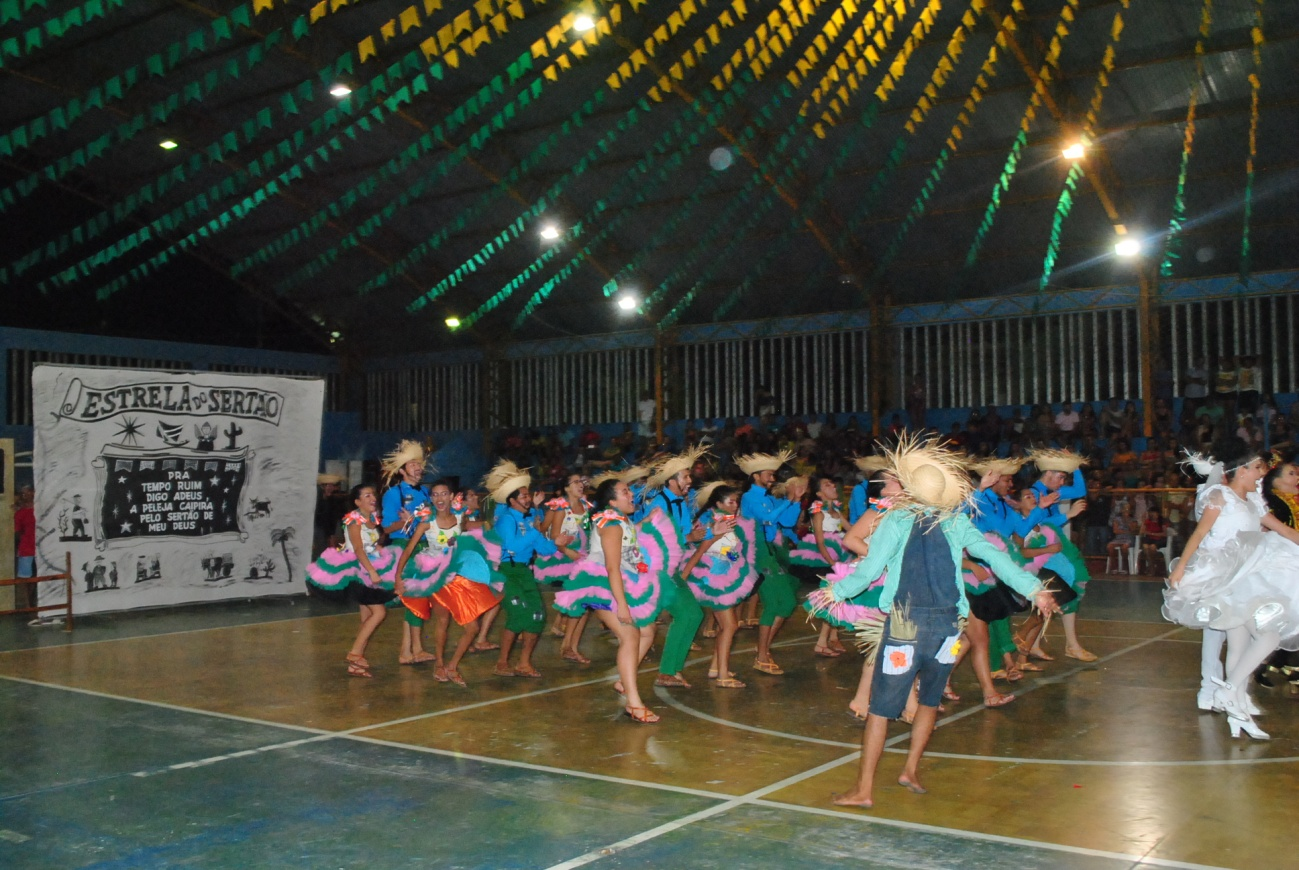 ESTRELA DO SERTÃO
PRA
TEMPO RUIM
DIGO ADEUS,
A PELEJA CAIPIRA
PELO SERTÃO DE
MEU DEUS